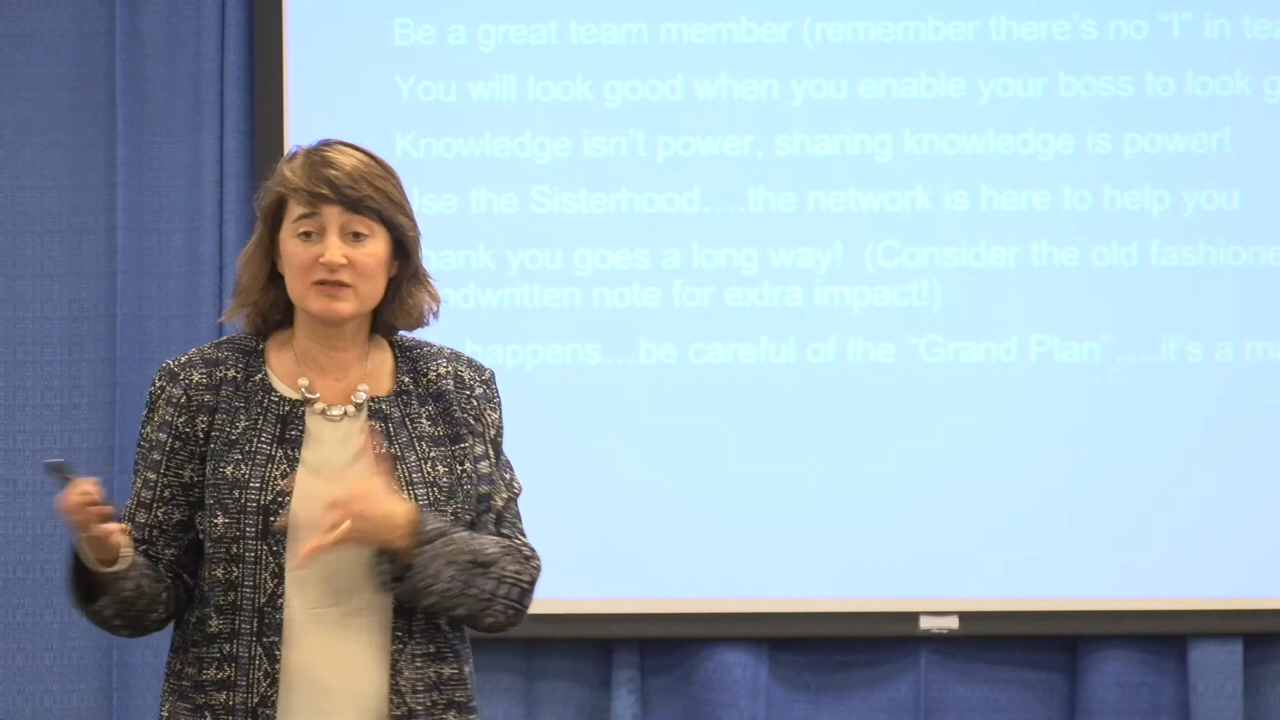 Be a great team member (remember there's no “I” in tea
You will look good when you enable your boss to look g
Knowledge isn't power, sharing knowledge is power!
se the Sisterhood....the network is here to help you
ank you goes a long way! (Consider the old fashione
ndwritten note for extra impact!)
happens...be careful of the “Grand Plan”....it's a m